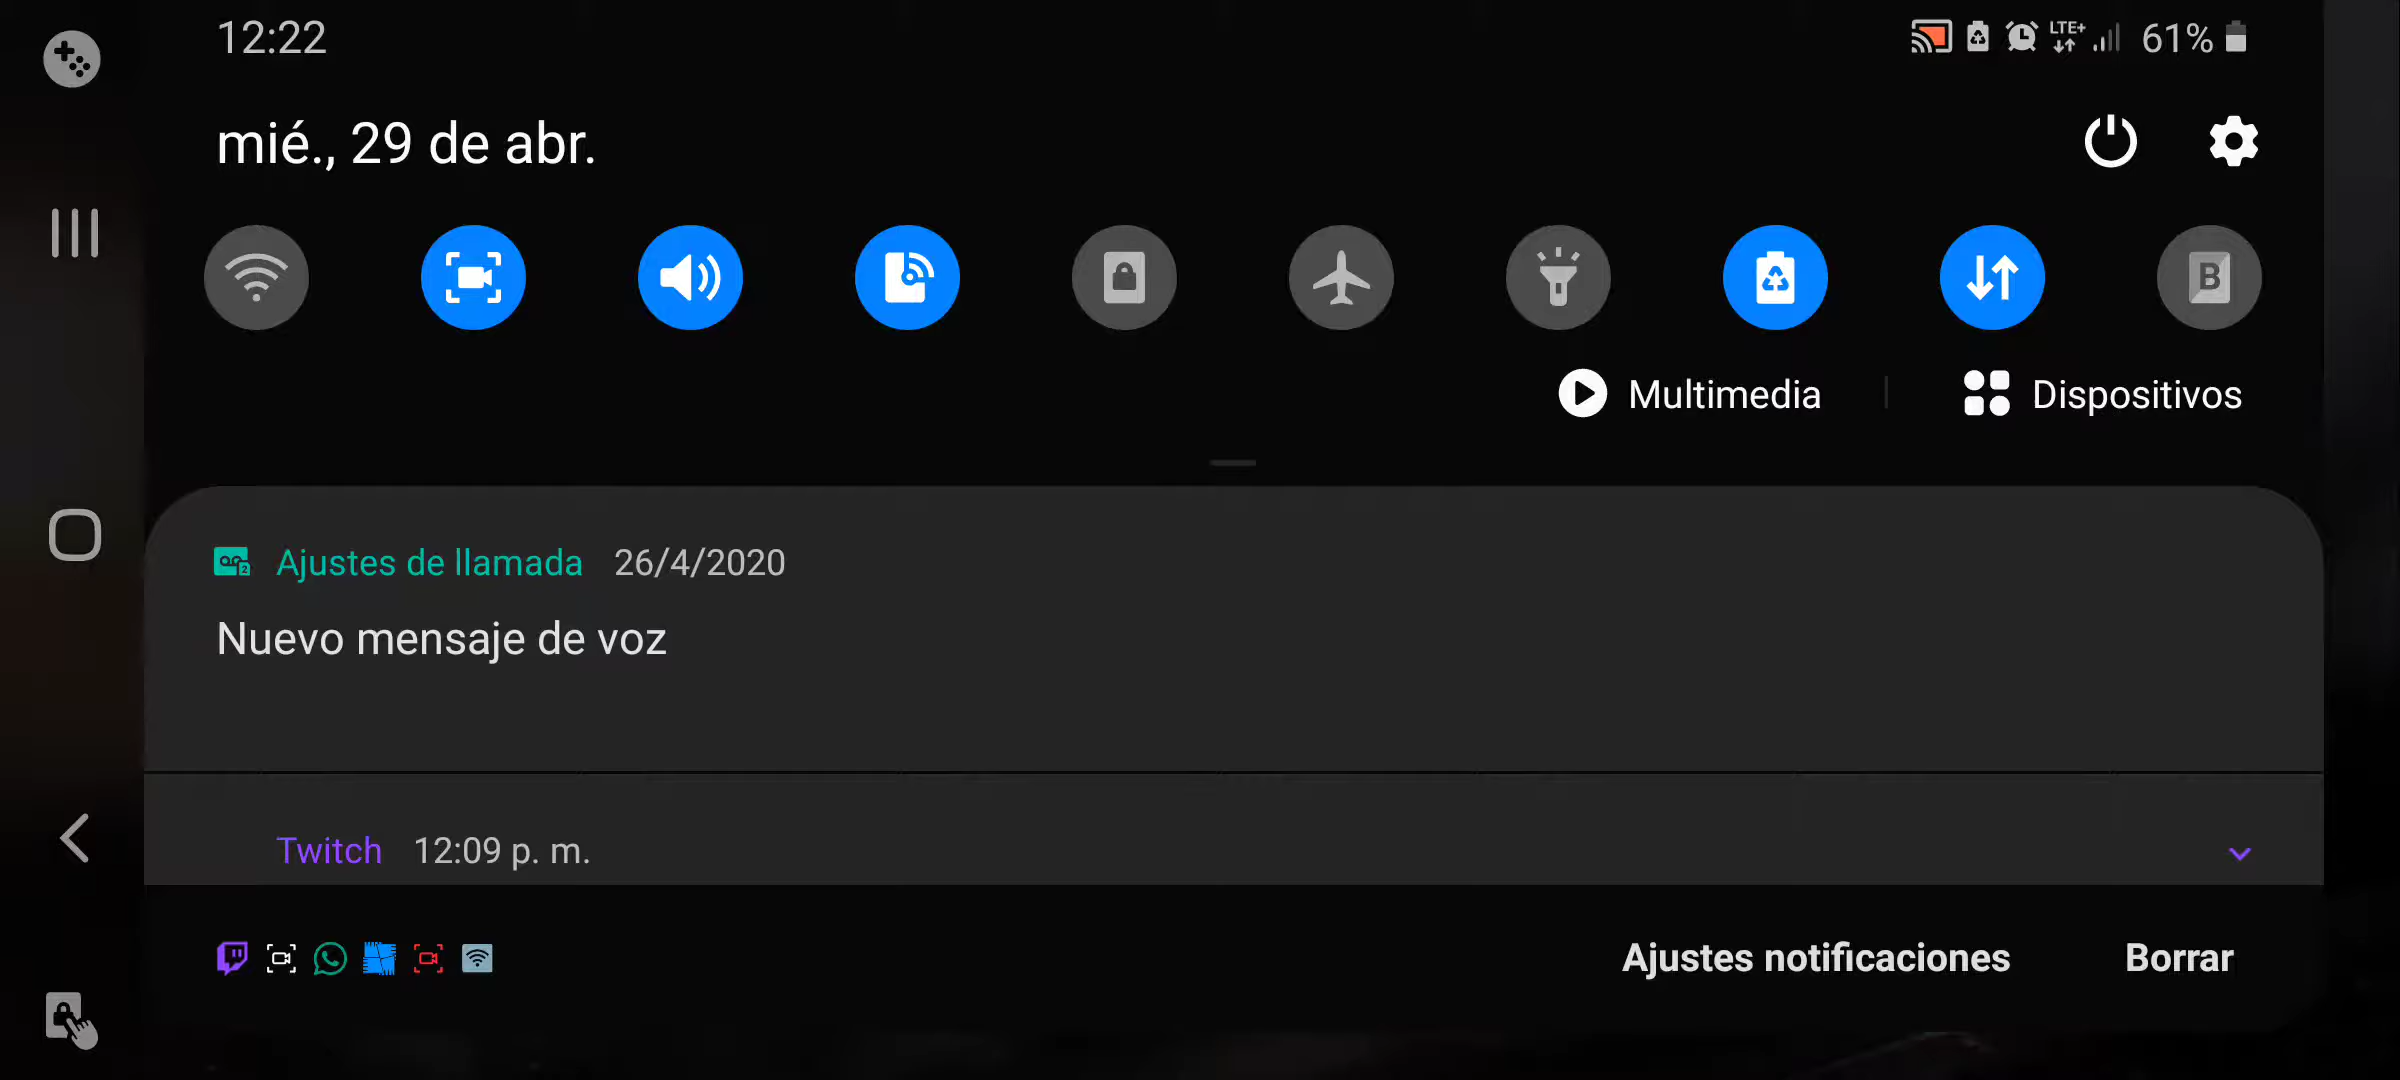 12:22
LTE+ 61%
mié., 29 de abr.
B
Multimedia
Dispositivos
Ajustes de llamada 26/4/2020
Nuevo mensaje de voz
Twitch 12:09 p. m.
Ajustes notificaciones
Borrar